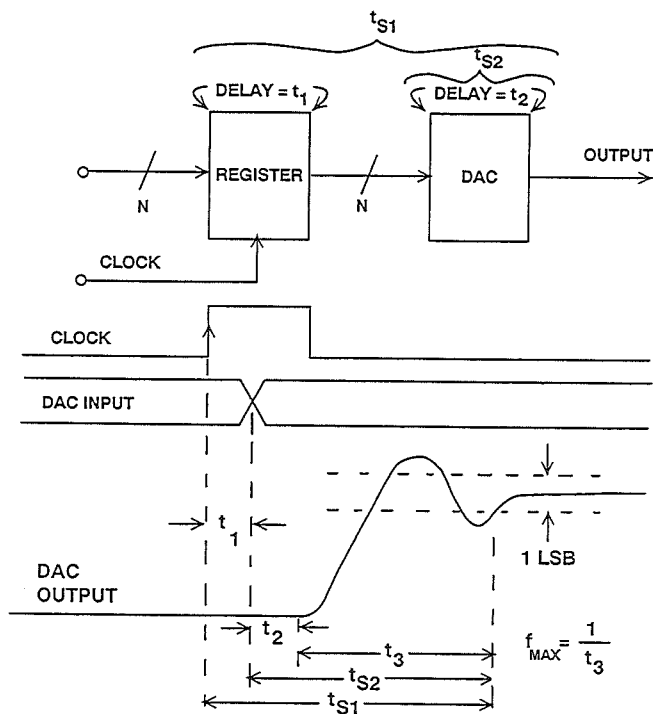 tS1
tS2
DELAY = t1
DELAY = t2
REGISTER
DAC
OUTPUT
N
N
CLOCK
CLOCK
DAC INPUT
t1
1 LSB
DAC
OUTPUT
t2
t3
fMAX = 1/t3
tS2
tS1